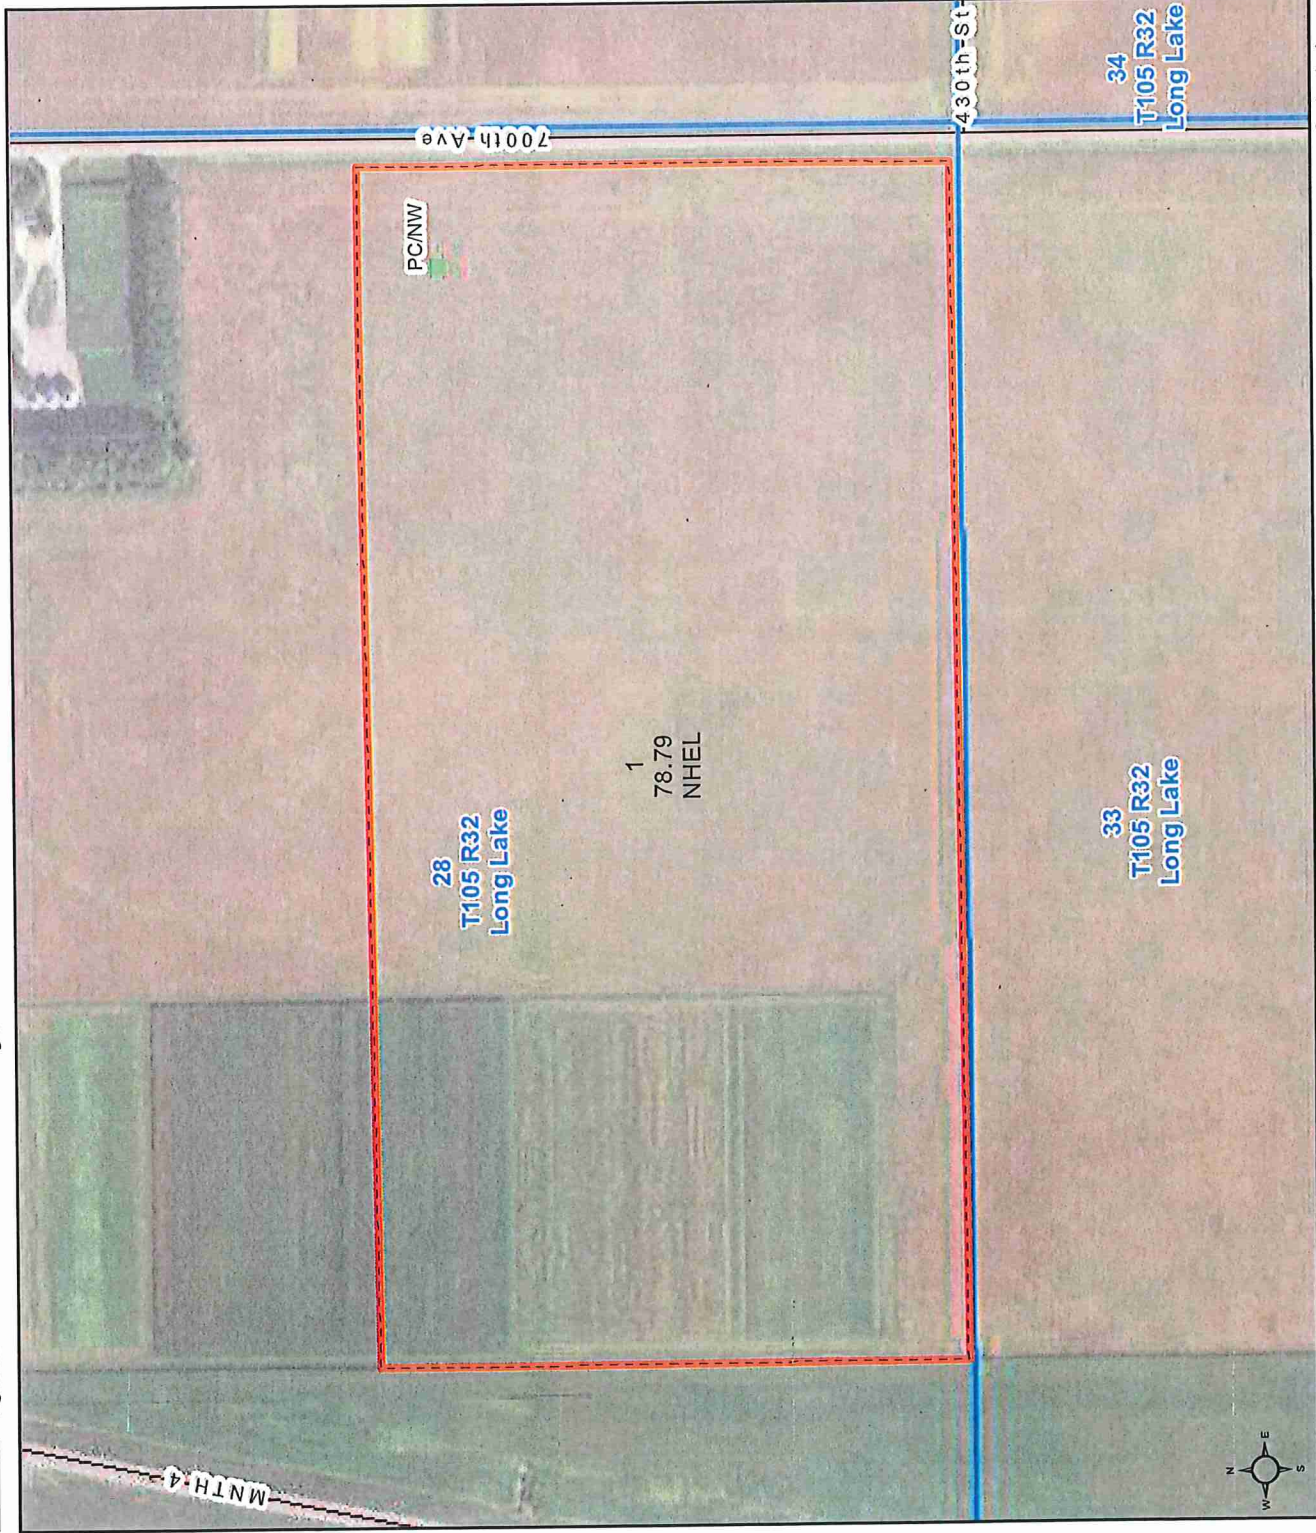 700th Ave
430th St
34
T105 R32
Long Lake
PC/NW
1
78.79
NHEL
28
T105 R32
Long Lake
33
T105 R32
Long Lake
MNTH 4
N
W E
S